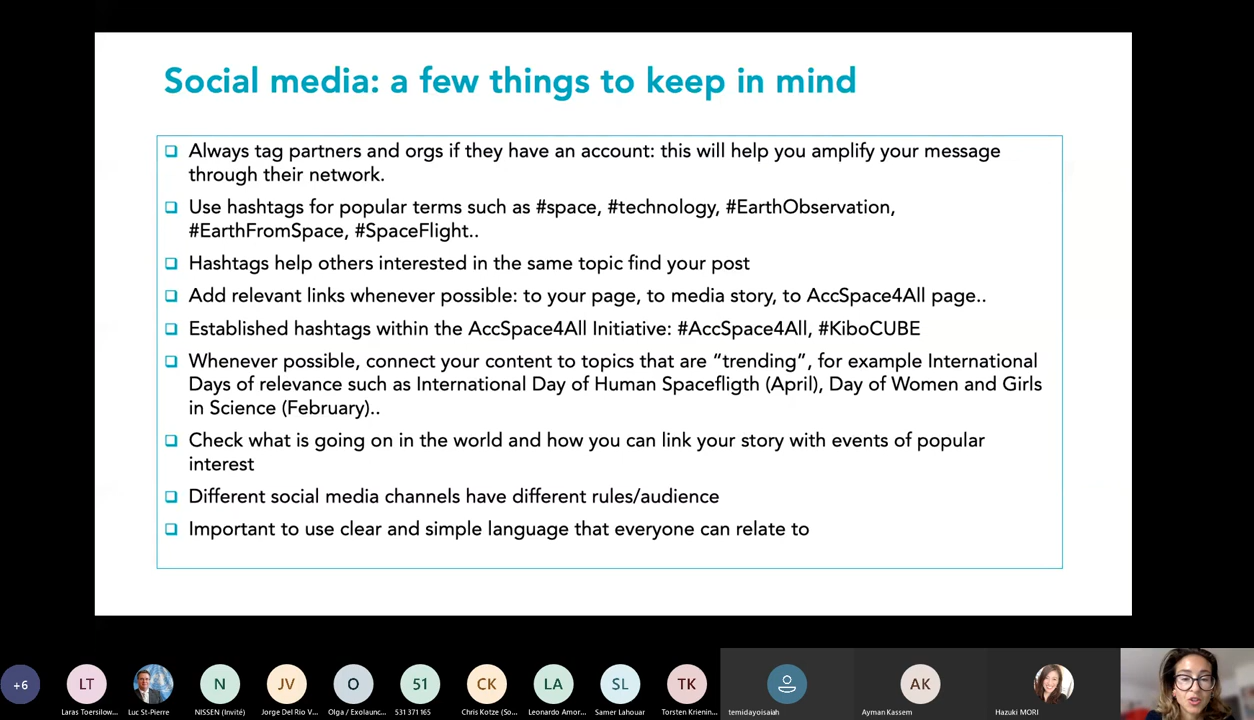 Social media: a few things to keep in mind
Always tag partners and orgs if they have an account: this will help you amplify your message
through their network.
Use hashtags for popular terms such as #space, #technology, #EarthObservation,
#EarthFromSpace, #SpaceFlight..
Hashtags help others interested in the same topic find your post
Add relevant links whenever possible: to your page, to media story, to AccSpace4All page..
Established hashtags within the AccSpace4All Initiative: #AccSpace4All, #KiboCUBE
Whenever possible, connect your content to topics that are “trending”, for example International
Days of relevance such as International Day of Human Spacefligth (April), Day of Women and Girls
in Science (February)..
Check what is going on in the world and how you can link your story with events of popular
interest
Different social media channels have different rules/audience
Important to use clear and simple language that everyone can relate to
+6 LT N JV O 51 CK LA SL TK AK
Laras Toersilow... Luc St-Pierre NISSEN (Invité) Jorge Del Rio V... Olga / Exolaunc... 531 371 165 Chris Kotze (So... Leonardo Amor... Samer Lahouar Torsten Krienin... temidayoisaiah Ayman Kassem Hazuki MORI